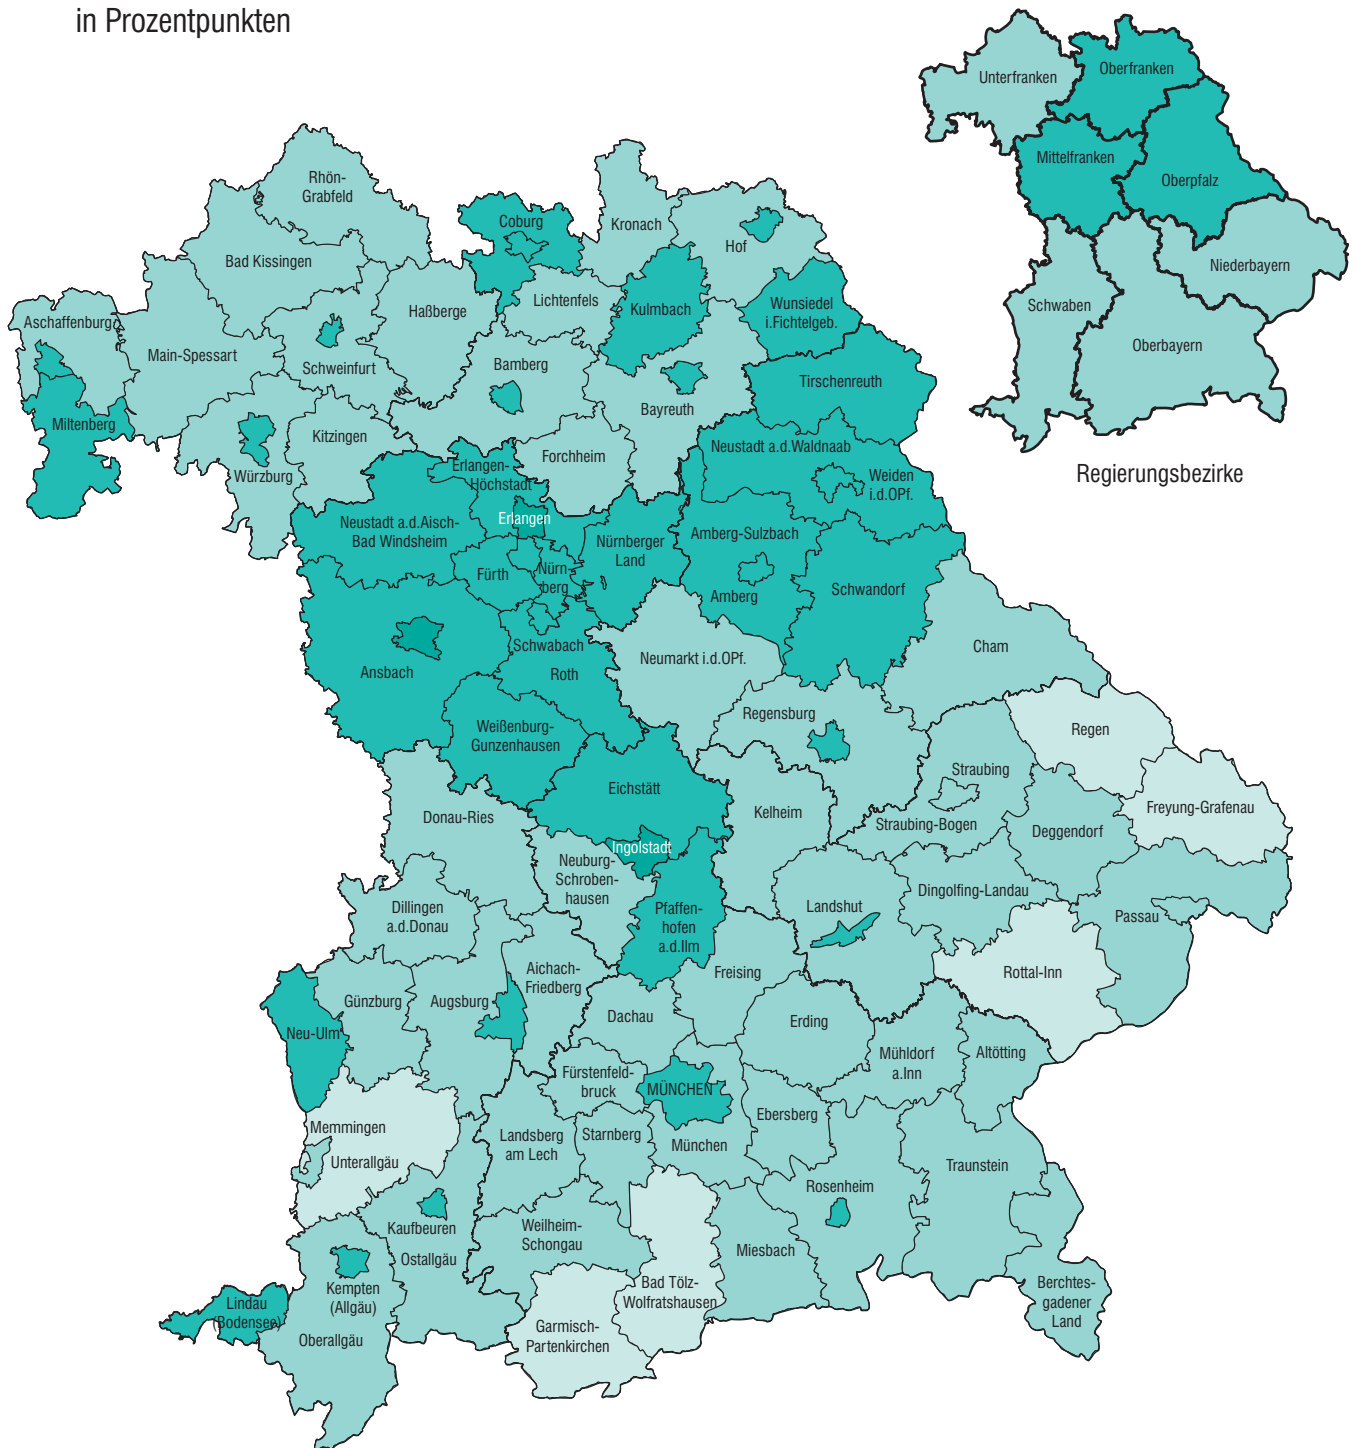 in Prozentpunkten
Unterfranken
Oberfranken
Mittelfranken
Oberpfalz
Niederbayern
Schwaben
Oberbayern
Regierungsbezirke
Rhön-
Grabfeld
Coburg
Kronach
Hof
Bad Kissingen
Haßberge
Lichtenfels
Kulmbach
Wunsiedel
i.Fichtelgeb.
Aschaffenburg
Main-Spessart
Schweinfurt
Bamberg
Bayreuth
Tirschenreuth
Miltenberg
Kitzingen
Würzburg
Forchheim
Neustadt a.d.Waldnaab
Weiden
i.d.OPf.
Erlangen-
Höchstadt
Erlangen
Neustadt a.d.Aisch-
Bad Windsheim
Nürnberger
Land
Amberg-Sulzbach
Fürth
Nürn-
berg
Amberg
Schwandorf
Schwabach
Roth
Ansbach
Neumarkt i.d.OPf.
Cham
Weißenburg-
Gunzenhausen
Regensburg
Regen
Eichstätt
Straubing
Donau-Ries
Kelheim
Straubing-Bogen
Deggendorf
Freyung-Grafenau
Ingolstadt
Neuburg-
Schroben-
hausen
Dillingen
a.d.Donau
Pfaffen-
hofen
a.d.Ilm
Landshut
Dingolfing-Landau
Passau
Rottal-Inn
Aichach-
Friedberg
Freising
Günzburg
Augsburg
Dachau
Erding
Neu-Ulm
Mühldorf
a.Inn
Altötting
Fürstenfeld-
bruck
MÜNCHEN
Ebersberg
Memmingen
Unterallgäu
Landsberg
am Lech
Starnberg
München
Traunstein
Rosenheim
Kaufbeuren
Ostallgäu
Weilheim-
Schongau
Miesbach
Bad Tölz-
Wolfratshausen
Kempten
(Allgäu)
Lindau
(Bodensee)
Oberallgäu
Garmisch-
Partenkirchen
Berchtes-
gadener
Land